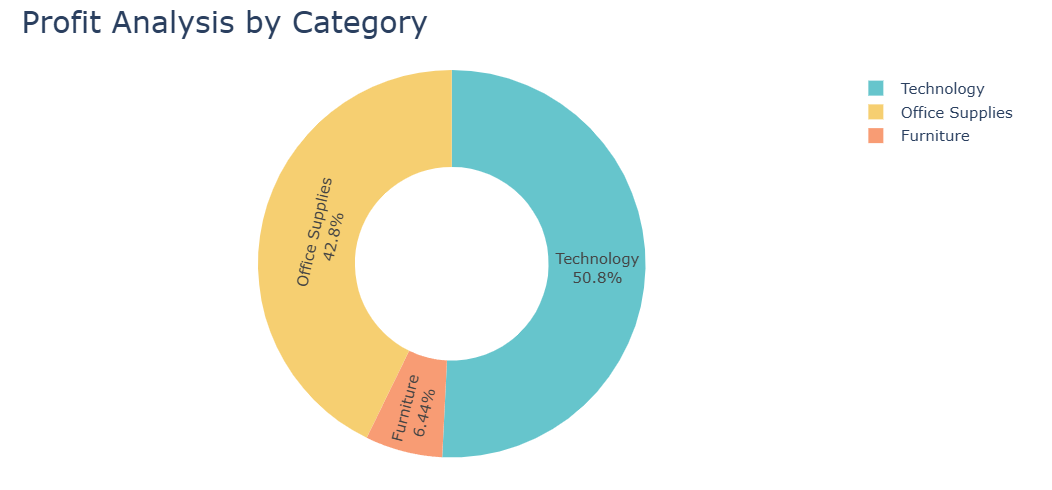 Profit Analysis by Category
Technology
Office Supplies
Furniture
Office Supplies
42.8%
Technology
50.8%
Furniture
6.44%